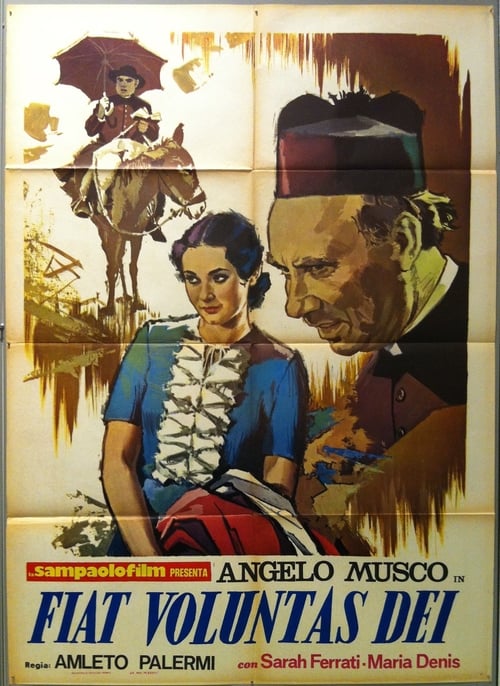 sampaolofilm PRESENTA ANGELO MUSCO IN
FIAT VOLUNTAS DEI
Regia: AMLETO PALERMI con Sarah Ferrati · Maria Denis